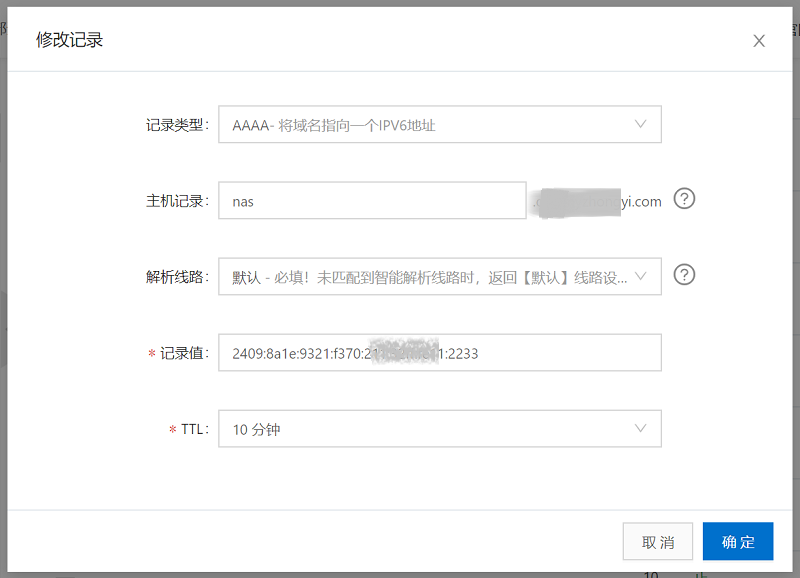 修改记录
记录类型: AAAA- 将域名指向一个IPV6地址
主机记录: nas yi.com
解析线路: 默认 - 必填！未匹配到智能解析线路时，返回【默认】线路设...
* 记录值: 2409:8a1e:9321:f370:2 1:2233
* TTL: 10 分钟
取 消 确 定